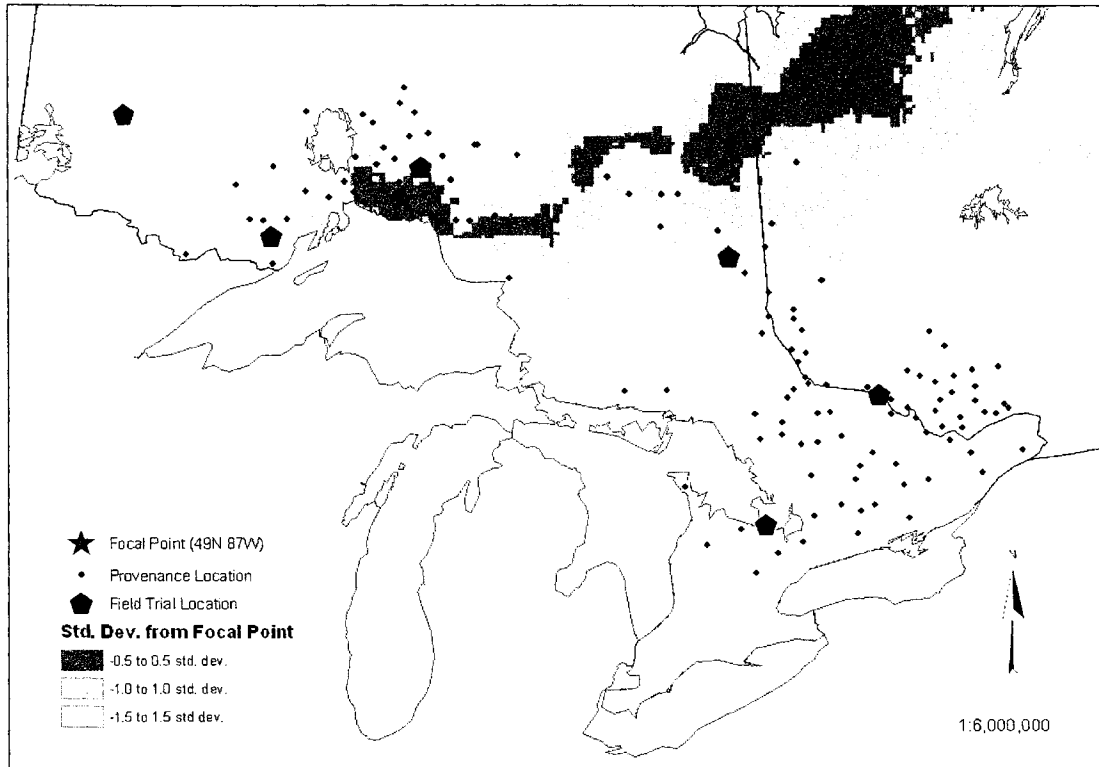 Focal Point (49N 87W)
Provenance Location
Field Trial Location
Std. Dev. from Focal Point
-0.5 to 0.5 std. dev.
-1.0 to 1.0 std. dev.
-1.5 to 1.5 std dev.
N
1:6,000,000